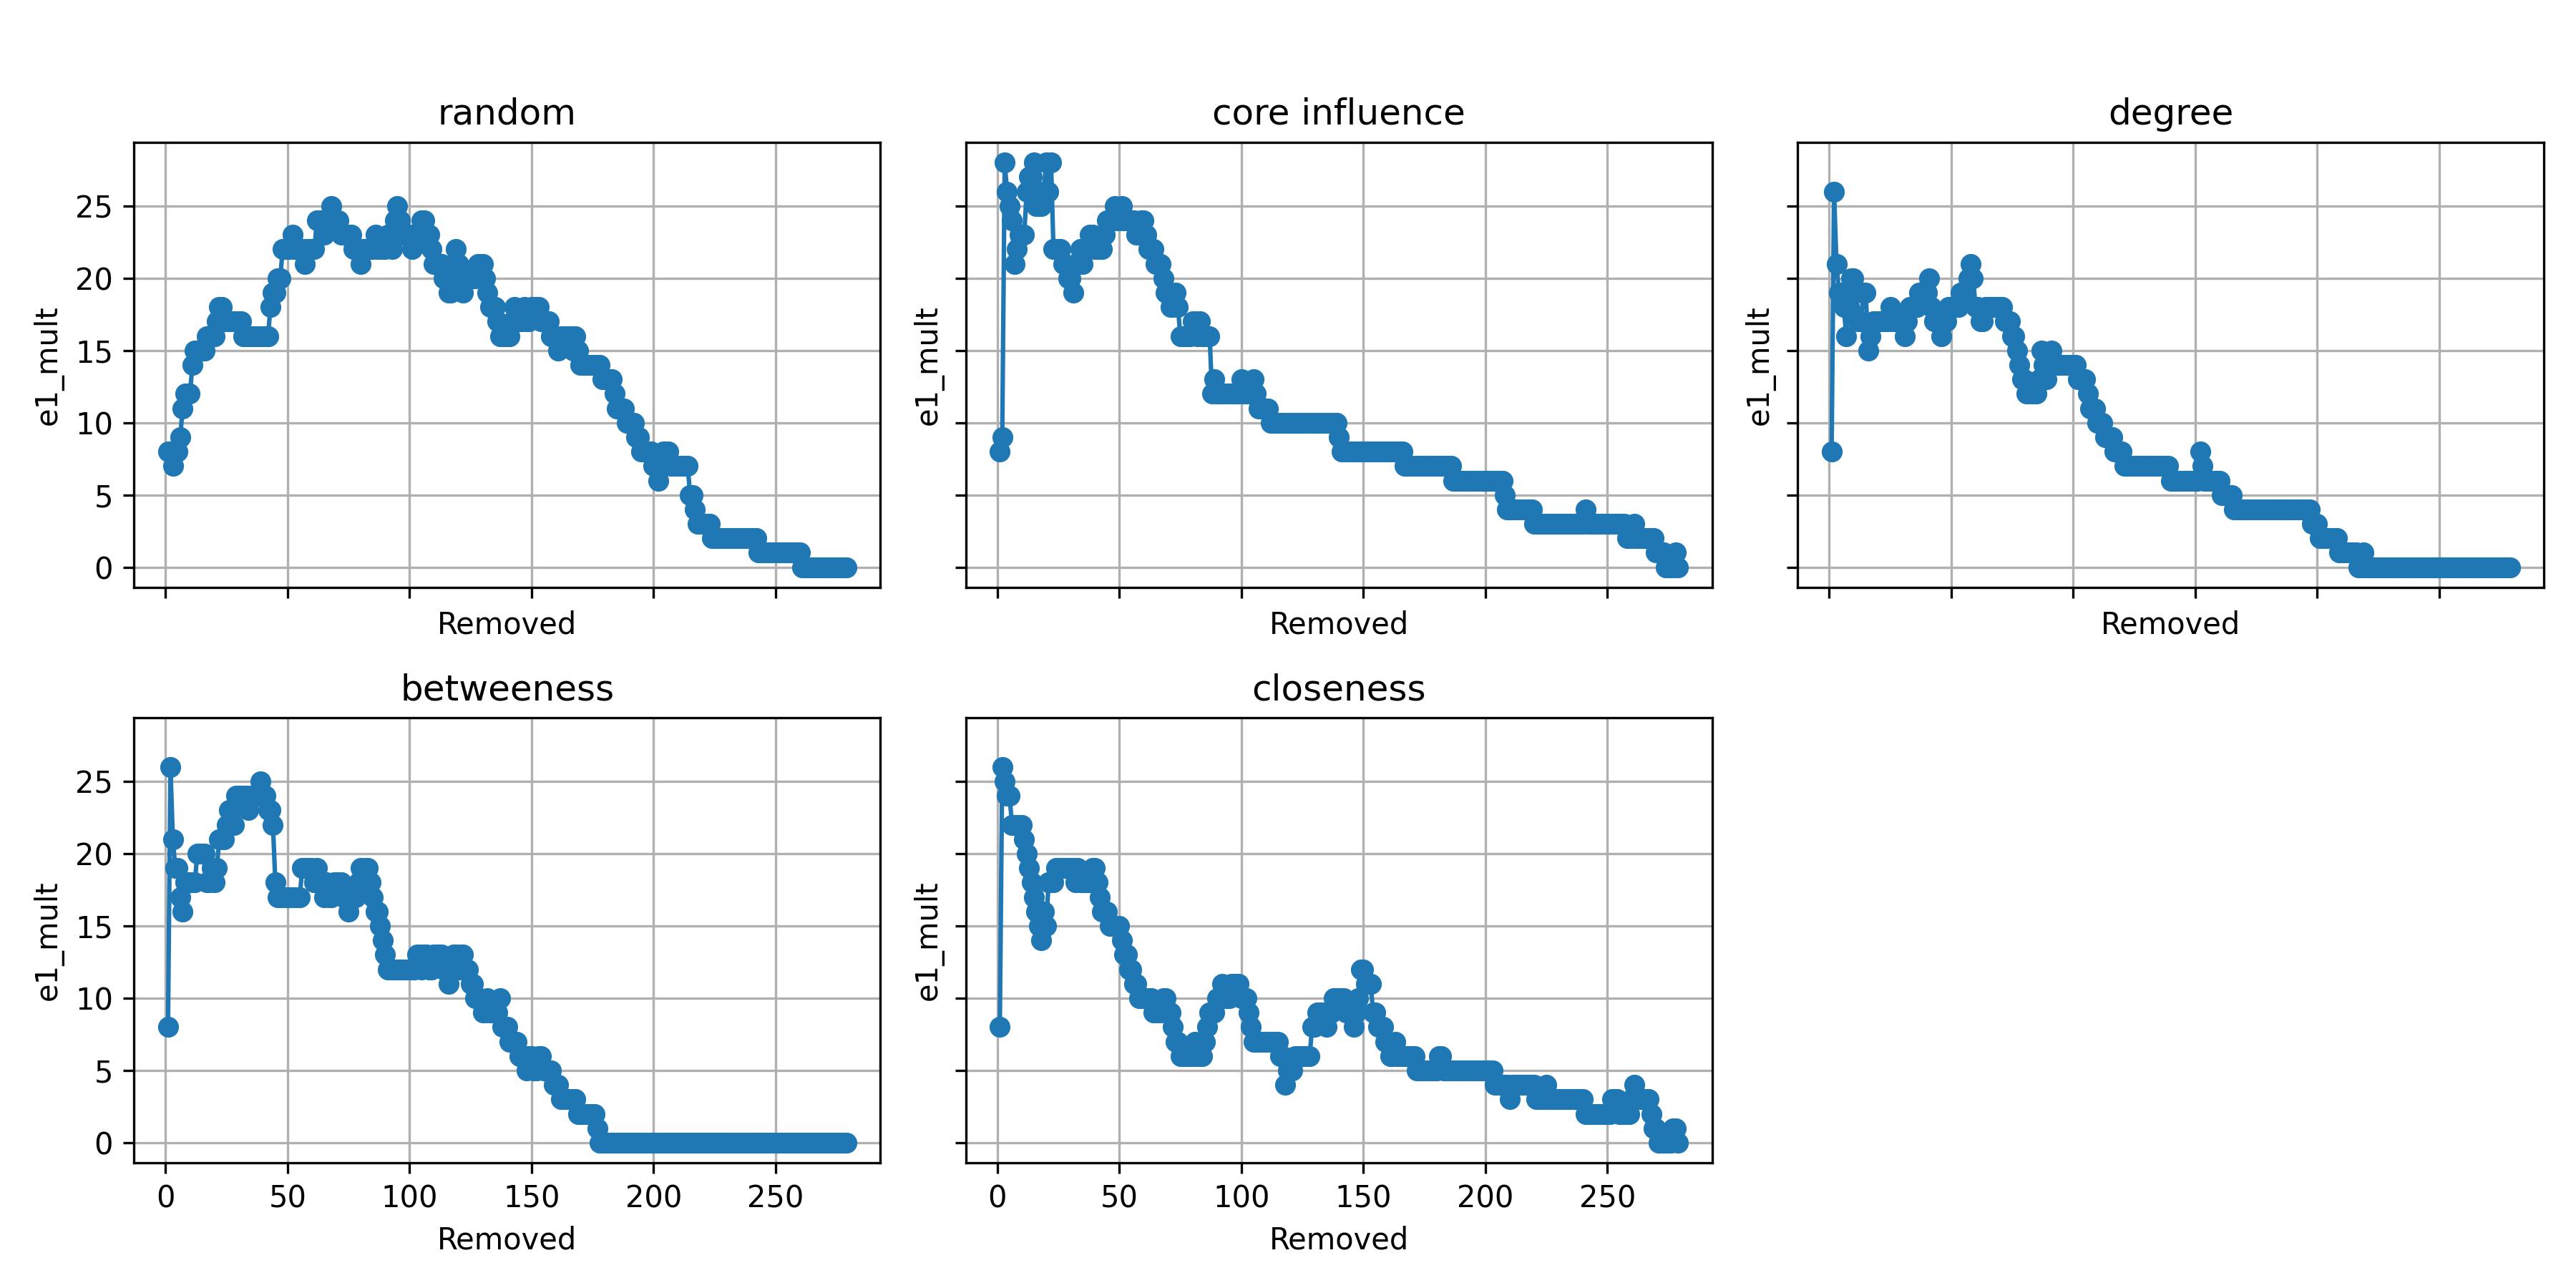 random
core influence
degree
25
20
15
10
5
0
e1_mult
e1_mult
e1_mult
Removed
Removed
Removed
betweeness
closeness
25
20
15
10
5
0
e1_mult
e1_mult
0 50 100 150 200 250
0 50 100 150 200 250
Removed
Removed